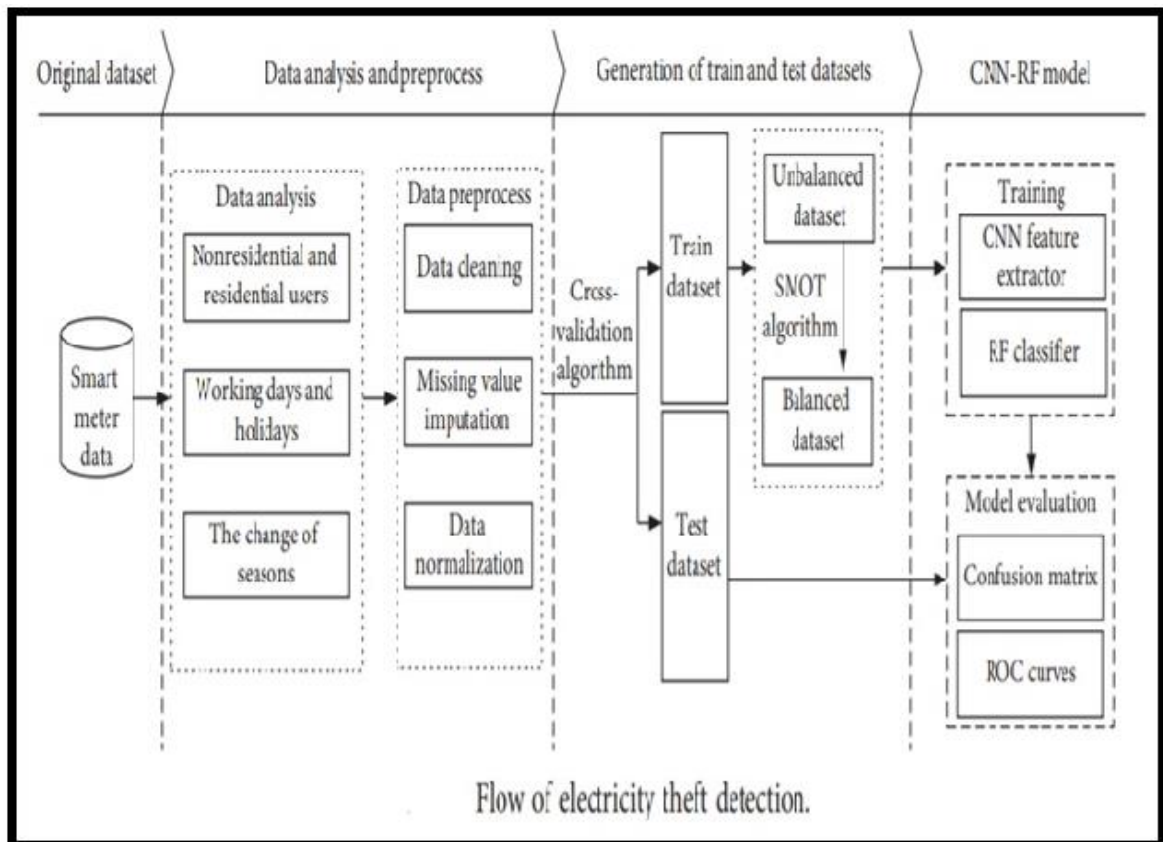 Original dataset
Data analysis and preprocess
Generation of train and test datasets
CNN-RF model
Smart
meter
data
Data analysis
Nonresidential and
residential users
Working days and
holidays
The change of
seasons
Data preprocess
Data cleaning
Missing value
imputation
Data
normalization
Cross-
validation
algorithm
Train
dataset
Test
dataset
Unbalanced
dataset
SMOT
algorithm
Balanced
dataset
Training
CNN feature
extractor
RF classifier
Model evaluation
Confusion matrix
ROC curves
Flow of electricity theft detection.